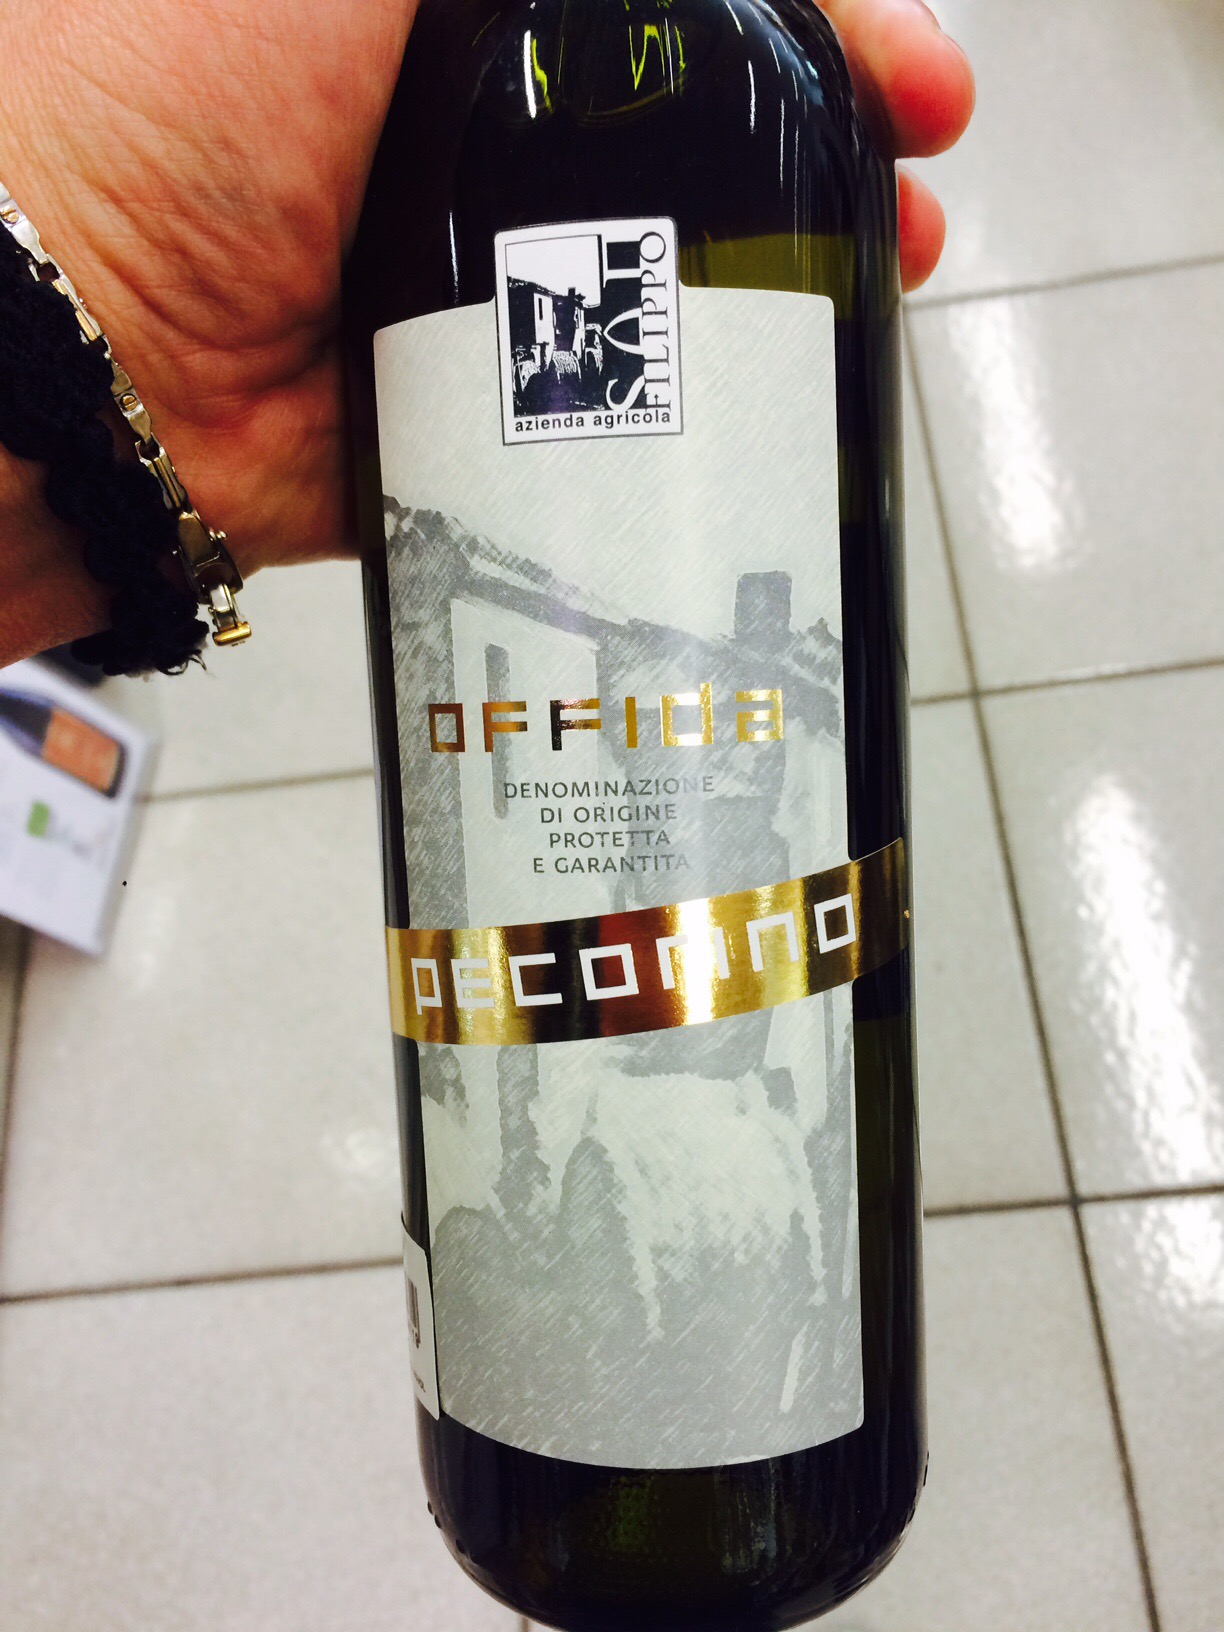 SAN
FILIPPO
azienda agricola
OFFIDA
DENOMINAZIONE
DI ORIGINE
PROTETTA
E GARANTITA
PECORINO